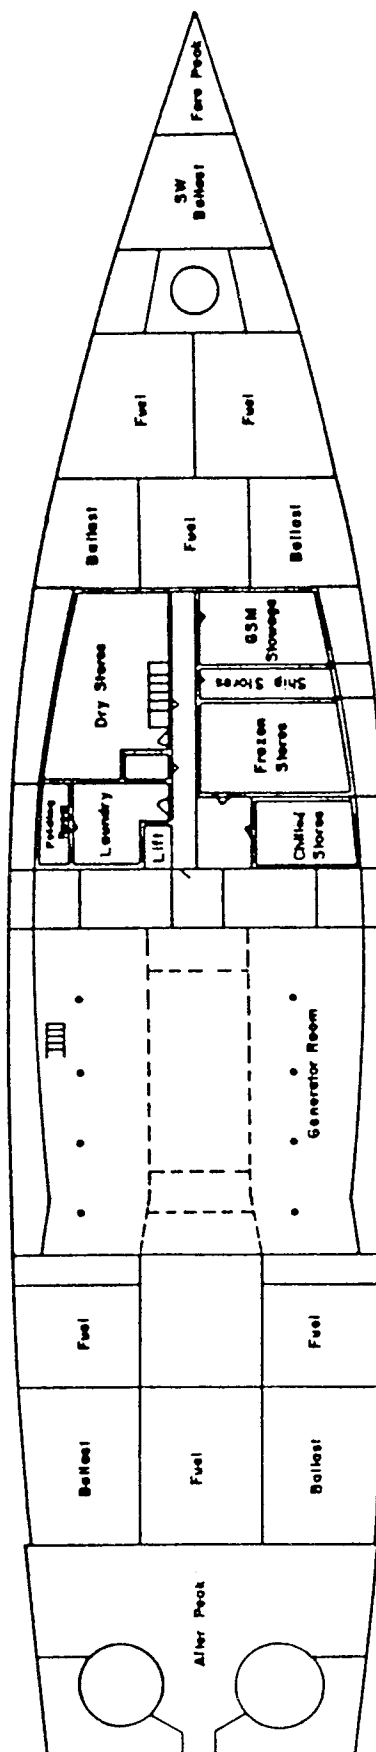 Fore Peak
SW
Ballast
Fuel
Fuel
Ballast
Fuel
Ballast
Dry Stores
GSM
Stowage
Ship Stores
Frozen
Stores
Folding
Laundry
Lift
Chilled
Stores
Generator Room
Fuel
Fuel
Ballast
Fuel
Ballast
After Peak